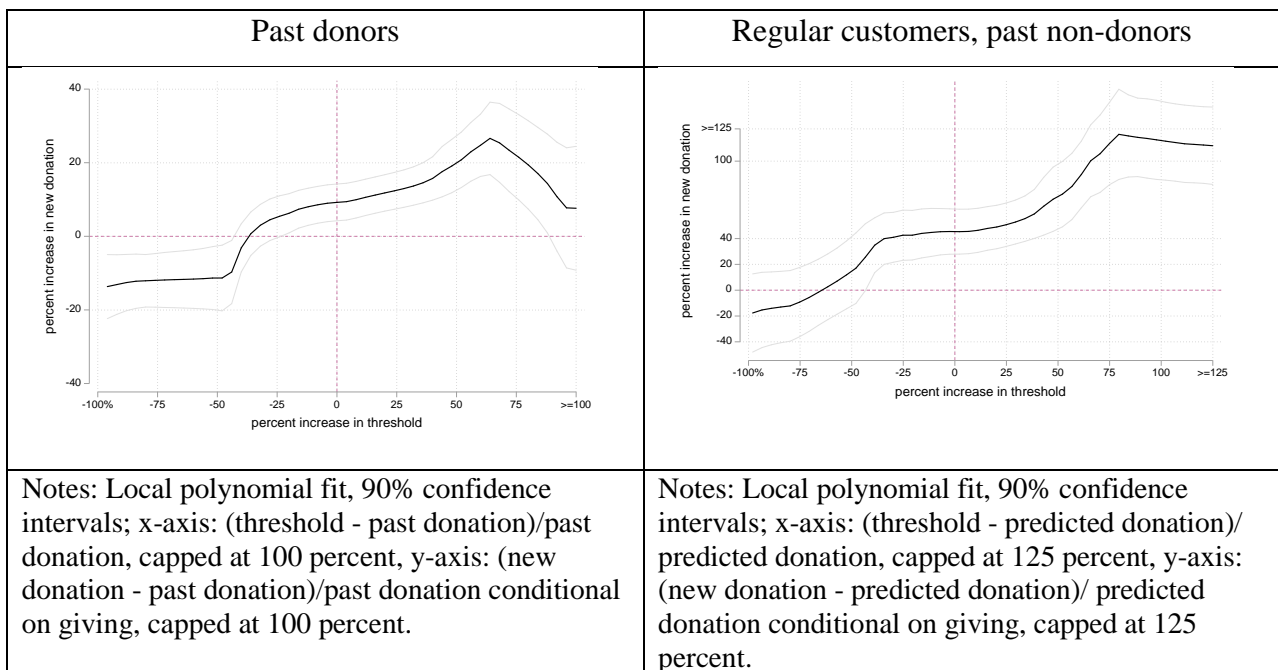 Past donors
Regular customers, past non-donors
40
20
0
-20
-40
percent increase in new donation
-100%
-75
-50
-25
0
25
50
75
>=100
percent increase in threshold
>=125
100
40
20
0
-20
-40
percent increase in new donation
-100%
-75
-50
-25
0
25
50
75
100
>=125
percent increase in threshold
Notes: Local polynomial fit, 90% confidence
intervals; x-axis: (threshold - past donation)/past
donation, capped at 100 percent, y-axis: (new
donation - past donation)/past donation conditional
on giving, capped at 100 percent.
Notes: Local polynomial fit, 90% confidence
intervals; x-axis: (threshold - predicted donation)/
predicted donation, capped at 125 percent, y-axis:
(new donation - predicted donation)/ predicted
donation conditional on giving, capped at 125
percent.